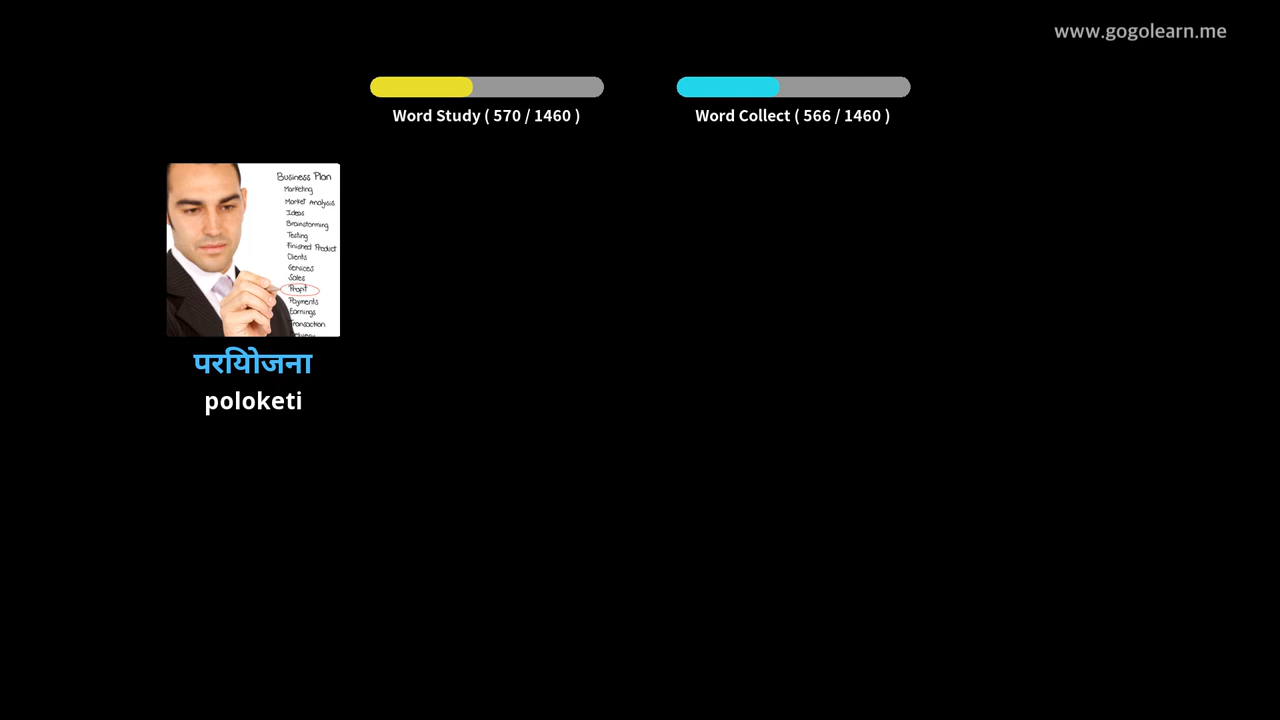 www.gogolearn.me
Word Study ( 570 / 1460 )
Word Collect ( 566 / 1460 )
Business Plan
Marketing
Market Analysis
Ideas
Brainstorming
Testing
Finished Product
Clients
Services
Sales
Profit
Payments
Earnings
Transaction
परयिोजना
poloketi